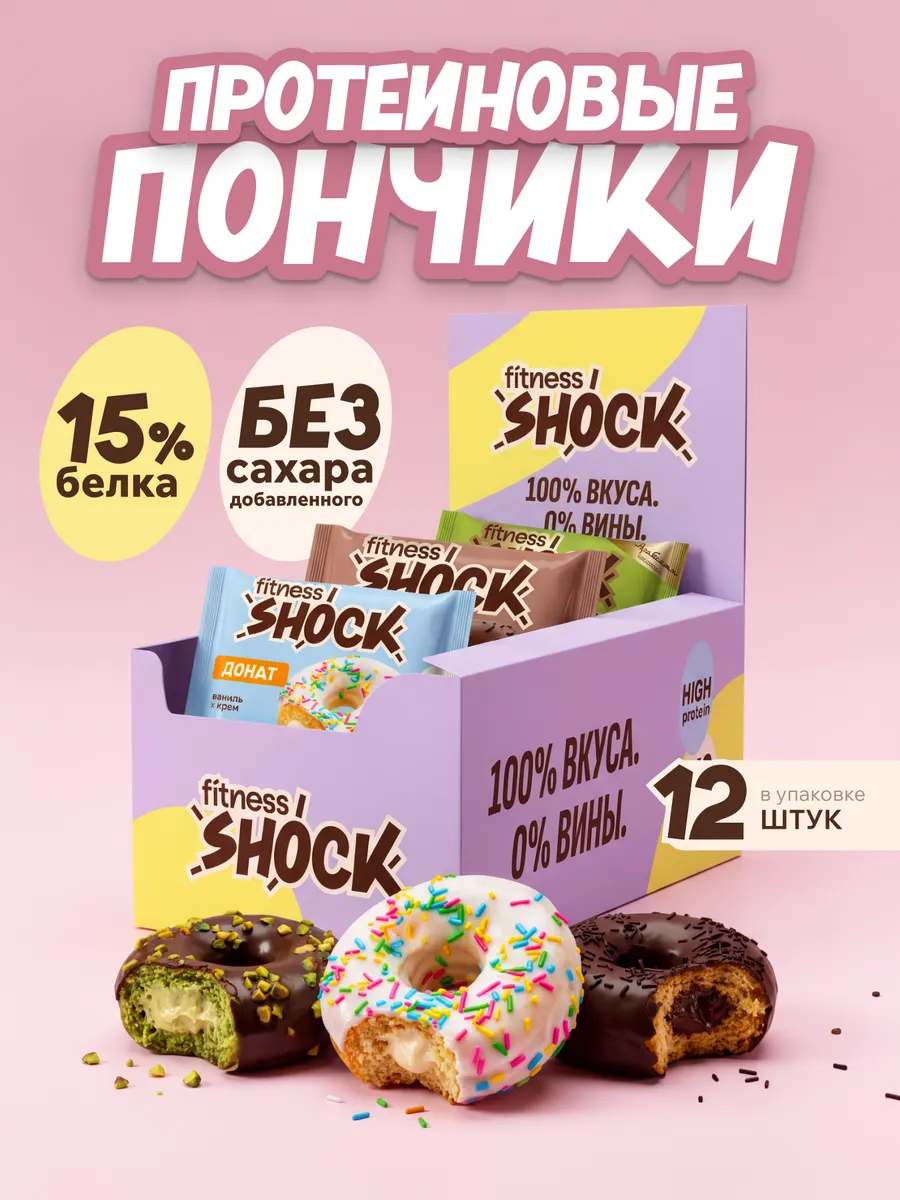 ПРОТЕИНОВЫЕ
ПОНЧИКИ
15%
белка
БЕЗ
сахара
добавленного
fitness
SHOCK
100% ВКУСА.
0% ВИНЫ.
fitness
fitness
SHOCK
fitness
SHOCK
ДОНАТ
ваниль
х крем
HIGH
protein
100% ВКУСА.
0% ВИНЫ.
12
в упаковке
ШТУК
fitness
SHOCK